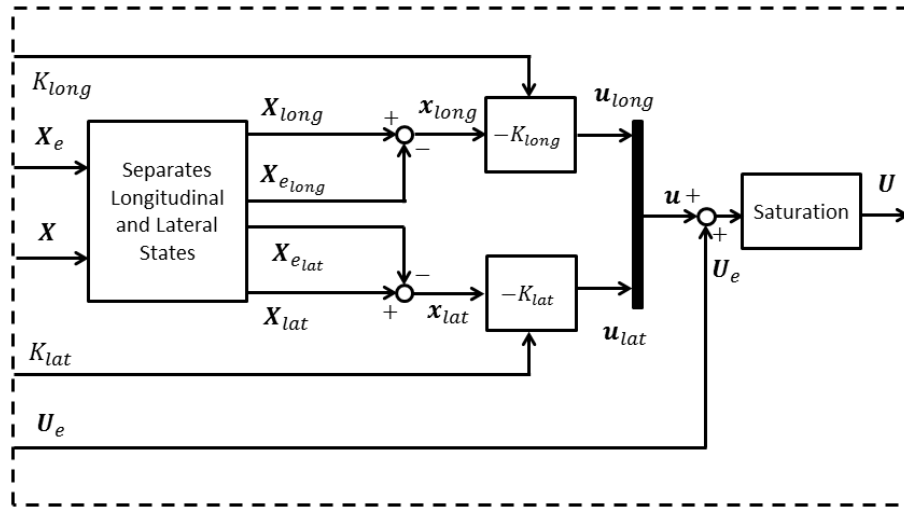 K_long
X_e
X
K_lat
U_e
Separates
Longitudinal
and Lateral
States
X_long
X_e_long
X_e_lat
X_lat
+
−
−
+
x_long
x_lat
−K_long
−K_lat
u_long
u_lat
u +
+
U_e
Saturation
U